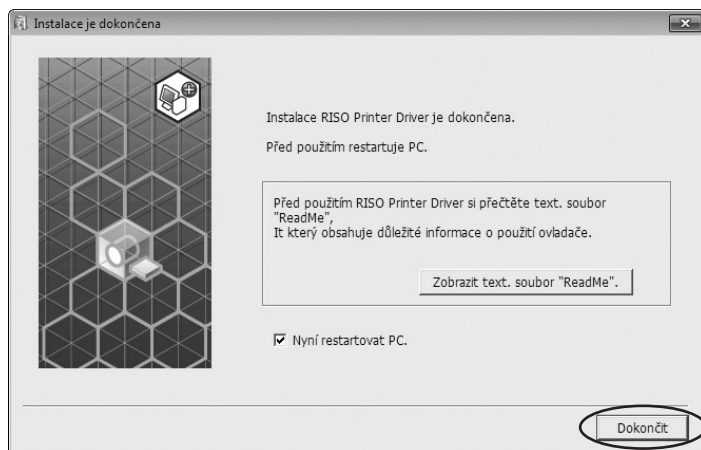 Instalace je dokončena
Instalace RISO Printer Driver je dokončena.
Před použitím restartuje PC.
Před použitím RISO Printer Driver si přečtěte text. soubor
"ReadMe",
It který obsahuje důležité informace o použití ovladače.
Zobrazit text. soubor "ReadMe".
Nyní restartovat PC.
Dokončit